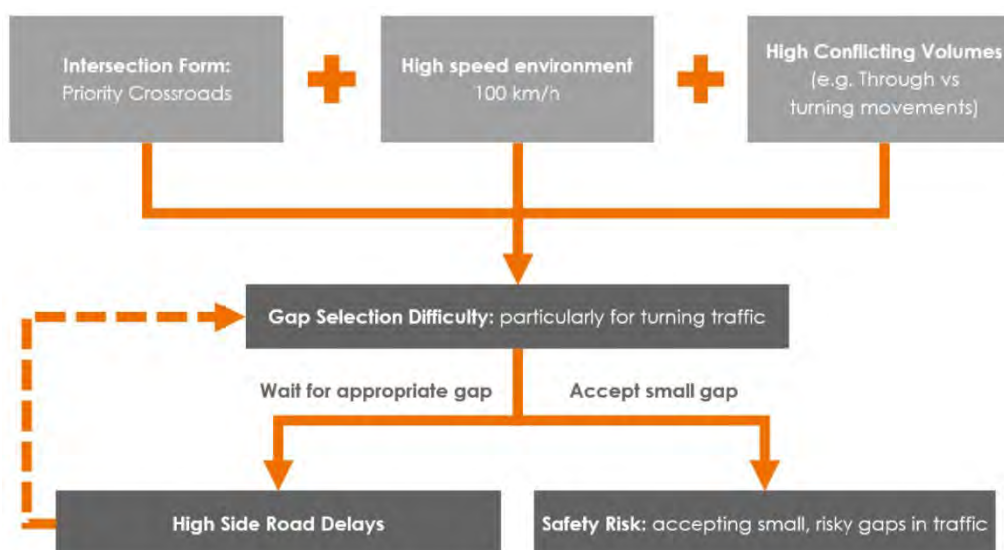 Intersection Form:
Priority Crossroads
High speed environment
100 km/h
High Conflicting Volumes
(e.g. Through vs
turning movements)
Gap Selection Difficulty: particularly for turning traffic
Wait for appropriate gap
Accept small gap
High Side Road Delays
Safety Risk: accepting small, risky gaps in traffic